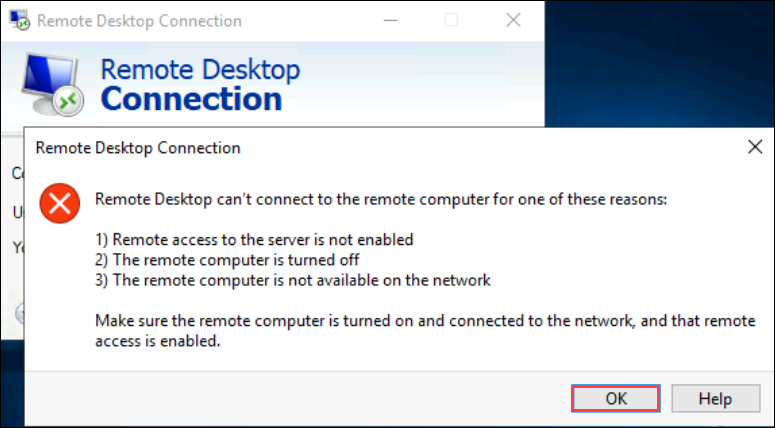 Remote Desktop Connection
Remote Desktop
Connection
Remote Desktop Connection
Remote Desktop can't connect to the remote computer for one of these reasons:
1) Remote access to the server is not enabled
2) The remote computer is turned off
3) The remote computer is not available on the network
Make sure the remote computer is turned on and connected to the network, and that remote
access is enabled.
OK
Help